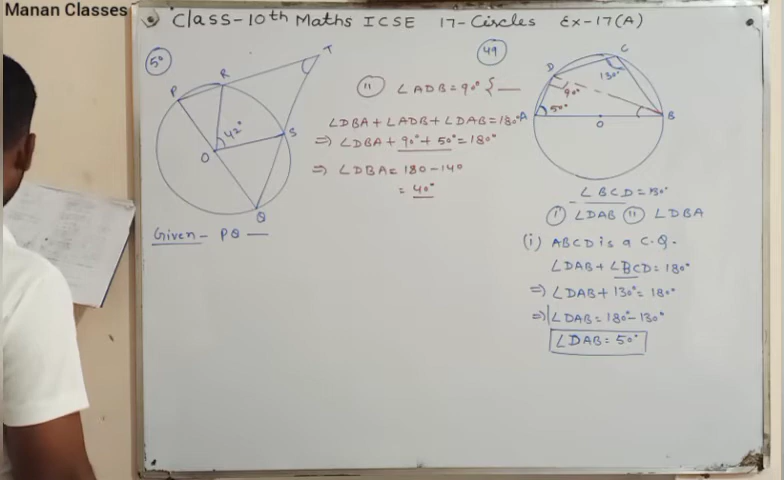 Manan Classes
Class-10th Maths ICSE 17-Circles Ex-17(A)
50
P
R
T
42°
O
S
Q
Given - PQ —
(ii) ∠ADB = 90° { —
∠DBA + ∠ADB + ∠DAB = 180°
⇒ ∠DBA + 90° + 50° = 180°
⇒ ∠DBA = 180 - 140
= 40°
49
D
C
130°
90°
A
50°
O
B
∠BCD = 130°
(i) ∠DAB (ii) ∠DBA
(i) ABCD is a C.Q.
∠DAB + ∠BCD = 180°
⇒ ∠DAB + 130° = 180°
⇒ ∠DAB = 180° - 130°
∠DAB = 50°